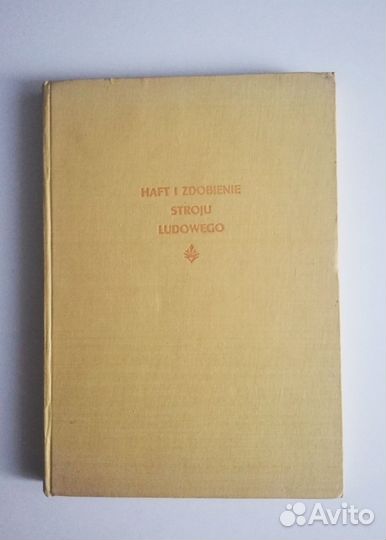 HAFT I ZDOBIENIE
STROJU
LUDOWEGO
Avito